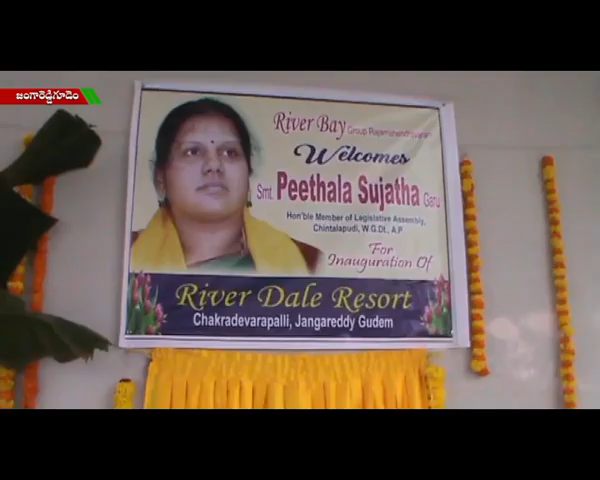 జంగారెడ్డిగూడెం
River Bay Group Rajamahendravaram
Welcomes
Smt. Peethala Sujatha Garu
Hon'ble Member of Legislative Assembly,
Chintalapudi, W.G.Dt., A.P
For
Inauguration Of
River Dale Resort
Chakradevarapalli, Jangareddy Gudem